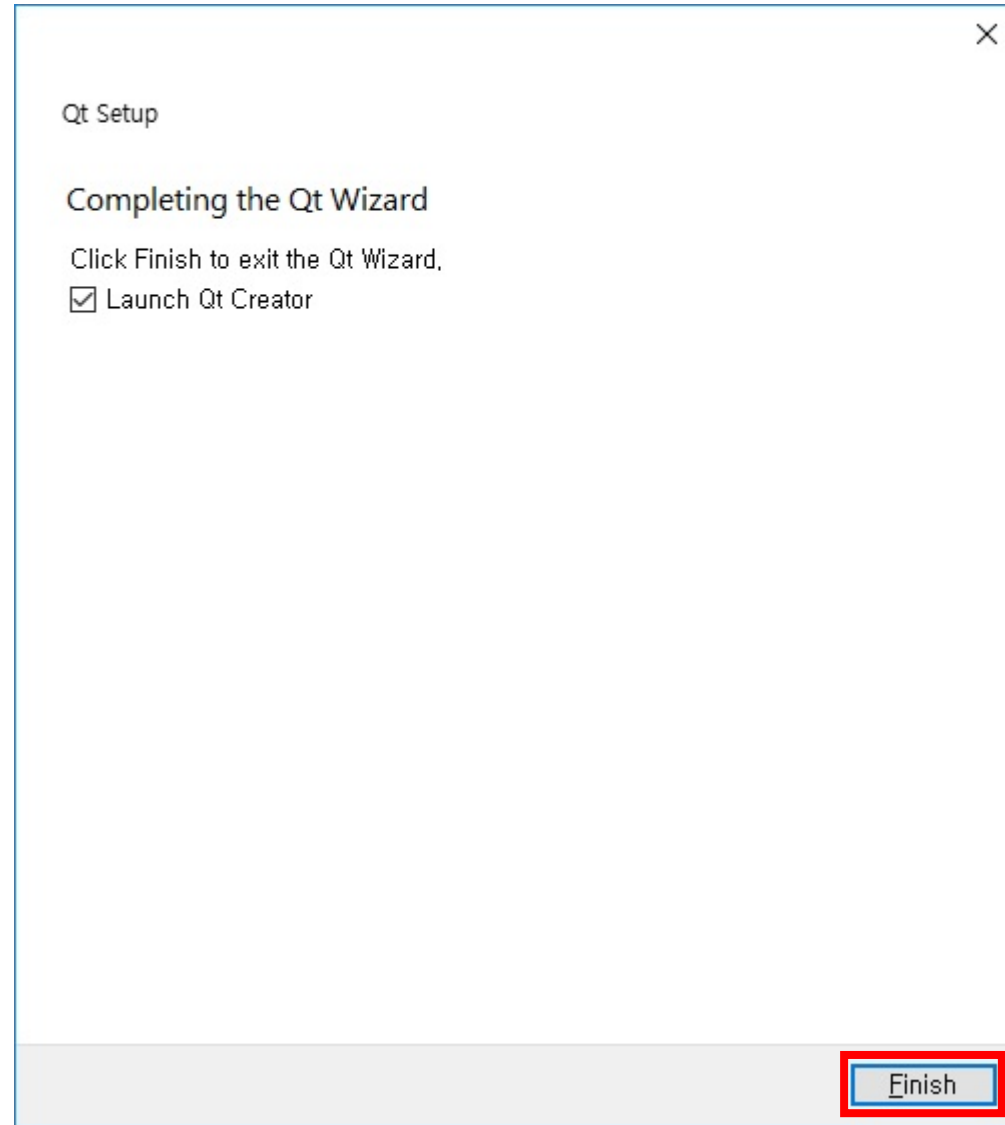 Qt Setup
Completing the Qt Wizard
Click Finish to exit the Qt Wizard.
Launch Qt Creator
Finish